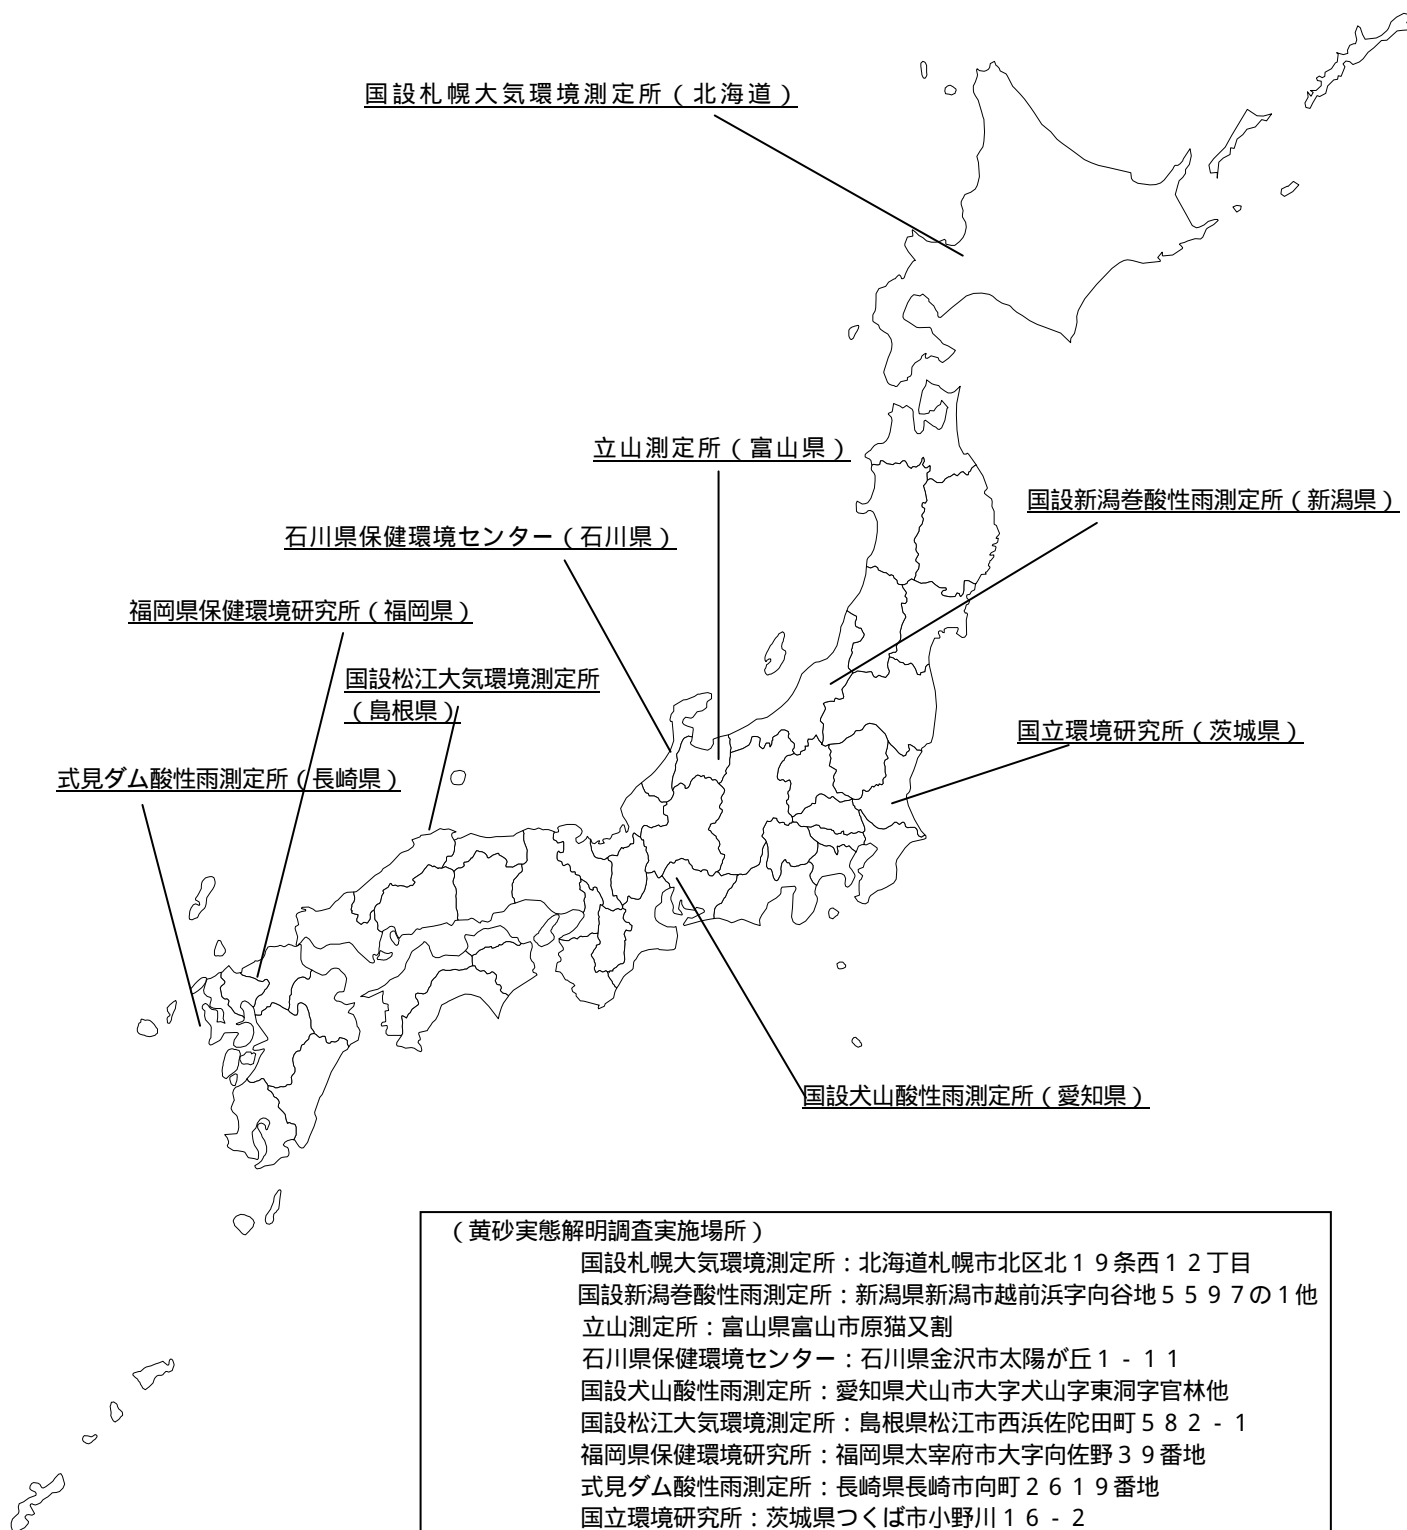 国設札幌大気環境測定所（北海道）
立山測定所（富山県）
国設新潟巻酸性雨測定所（新潟県）
石川県保健環境センター（石川県）
福岡県保健環境研究所（福岡県）
国設松江大気環境測定所
（島根県）
国立環境研究所（茨城県）
式見ダム酸性雨測定所（長崎県）
国設犬山酸性雨測定所（愛知県）
（黄砂実態解明調査実施場所）
国設札幌大気環境測定所：北海道札幌市北区北１９条西１２丁目
国設新潟巻酸性雨測定所：新潟県新潟市越前浜字向谷地５５９７の１他
立山測定所：富山県富山市原猫又割
石川県保健環境センター：石川県金沢市太陽が丘１－１１
国設犬山酸性雨測定所：愛知県犬山市大字犬山字東洞字官林他
国設松江大気環境測定所：島根県松江市西浜佐陀田町５８２－１
福岡県保健環境研究所：福岡県太宰府市大字向佐野３９番地
式見ダム酸性雨測定所：長崎県長崎市向町２６１９番地
国立環境研究所：茨城県つくば市小野川１６－２